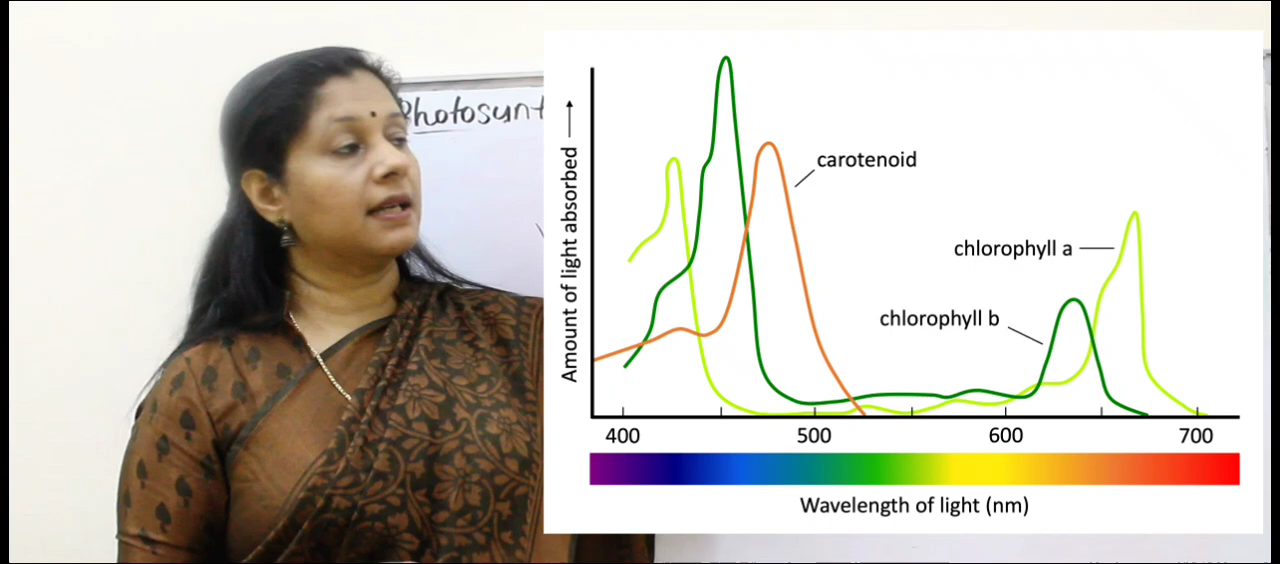 Photosynt
Amount of light absorbed →
carotenoid
chlorophyll a
chlorophyll b
400 500 600 700
Wavelength of light (nm)